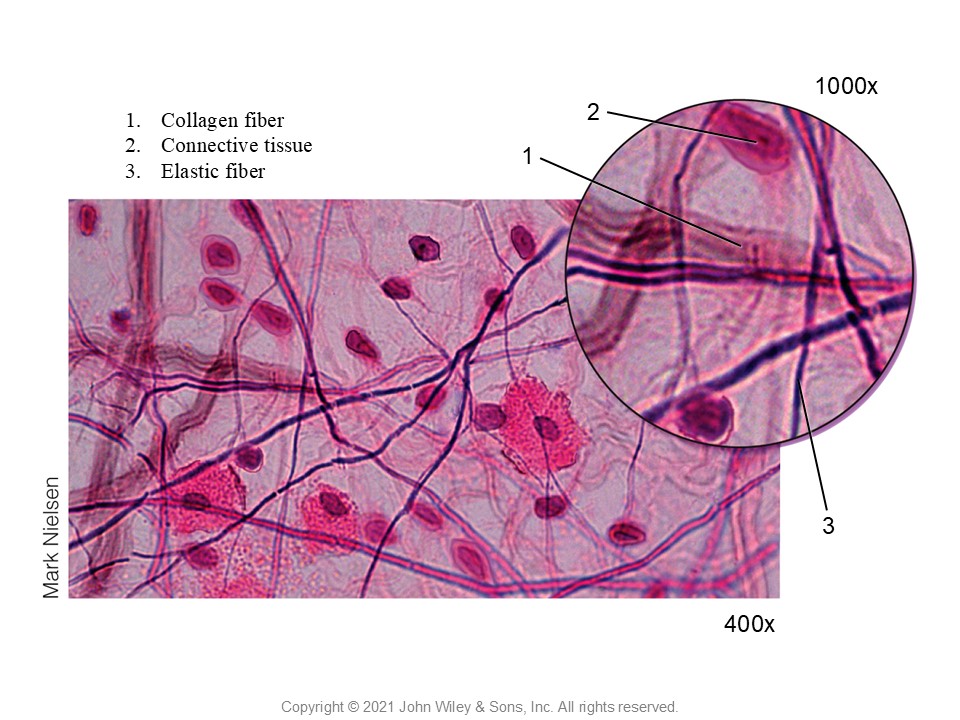 1000x
2
1. Collagen fiber
2. Connective tissue
3. Elastic fiber
1
3
Mark Nielsen
400x
Copyright © 2021 John Wiley & Sons, Inc. All rights reserved.